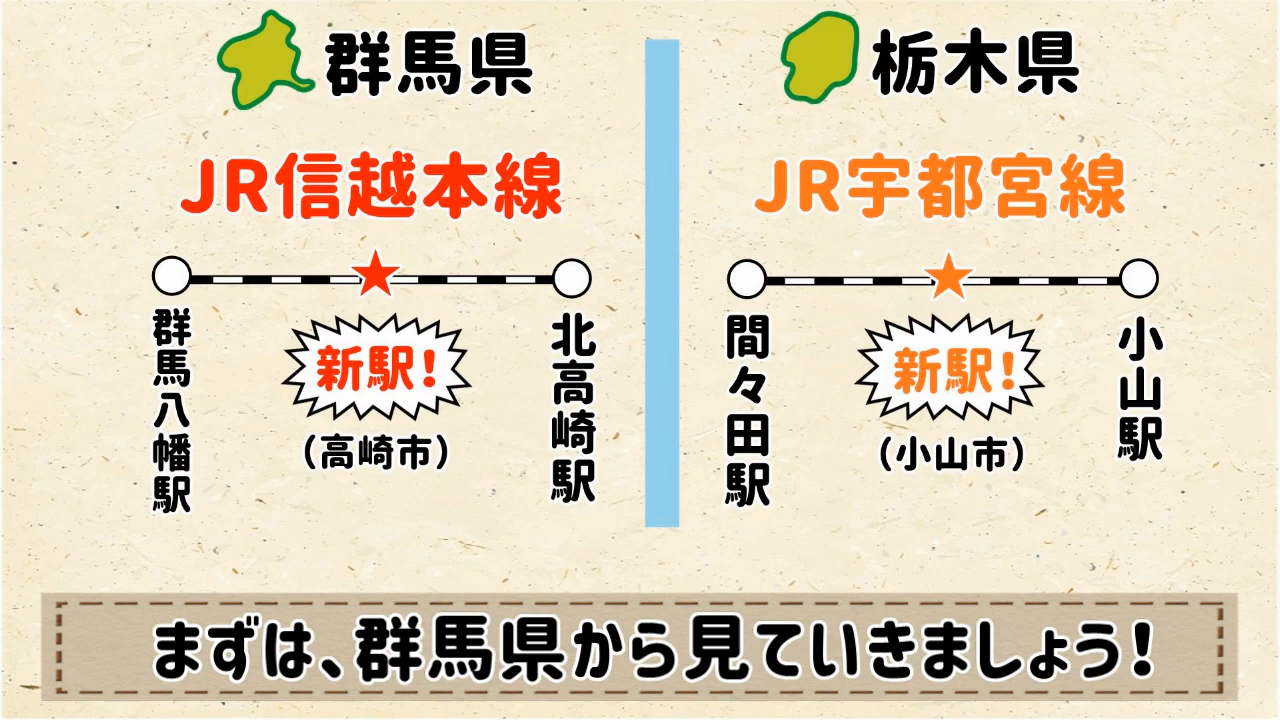 群馬県
JR信越本線
群馬八幡駅
新駅!
(高崎市)
北高崎駅
栃木県
JR宇都宮線
間々田駅
新駅!
(小山市)
小山駅
まずは、群馬県から見ていきましょう!